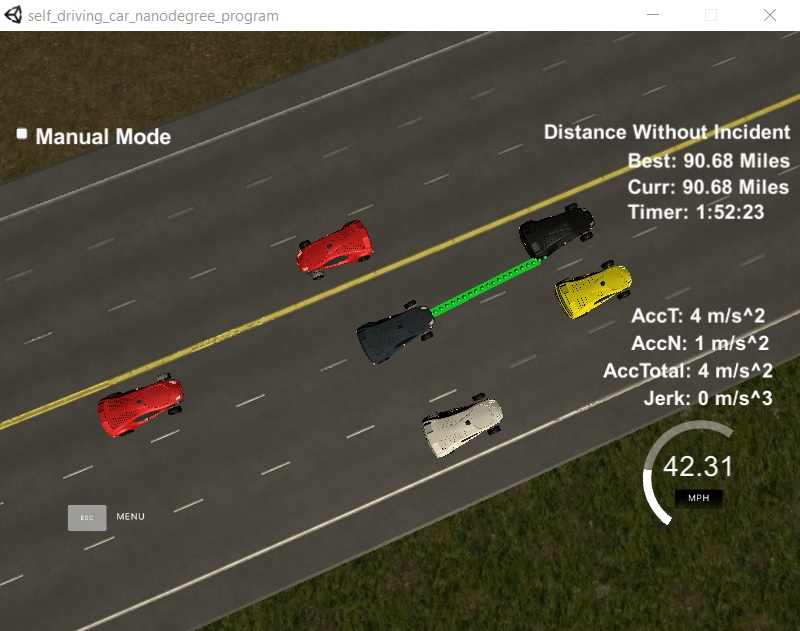 self_driving_car_nanodegree_program
Manual Mode
Distance Without Incident
Best: 90.68 Miles
Curr: 90.68 Miles
Timer: 1:52:23
AccT: 4 m/s^2
AccN: 1 m/s^2
AccTotal: 4 m/s^2
Jerk: 0 m/s^3
42.31
MPH
ESC MENU